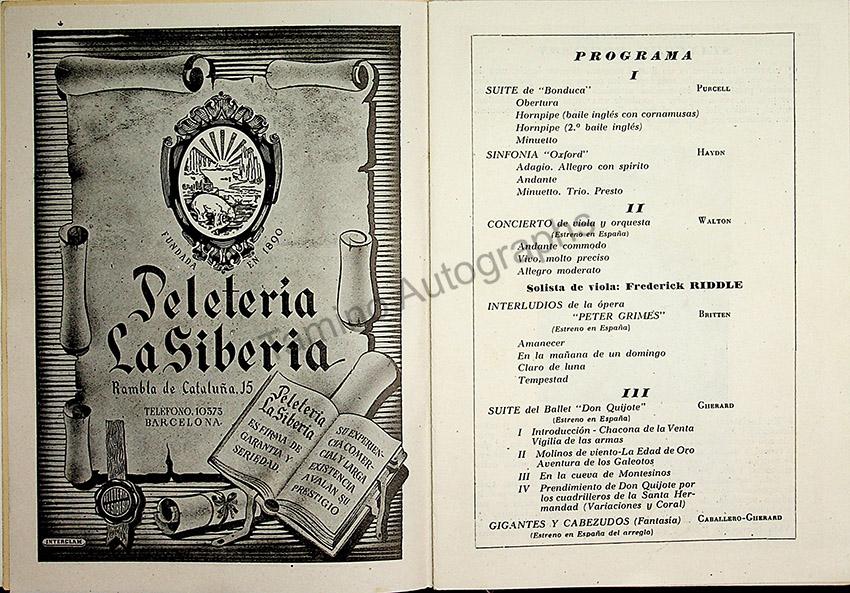 FUNDADA EN 1890
Peletería
La Siberia
Rambla de Cataluña, 15
TELÉFONO, 10373
BARCELONA.
Peletería
La Siberia
ES FIRMA DE
GARANTIA Y
SERIEDAD.
SU EXPERIEN-
CIA COMER-
CIAL Y LARGA
EXISTENCIA
AVALAN SU
PRESTIGIO
INTERCLAM
Tamino Autographs
PROGRAMA
I
SUITE de "Bonduca" PURCELL
Obertura
Hornpipe (baile inglés con cornamusas)
Hornpipe (2.º baile inglés)
Minuetto
SINFONIA "Oxford" HAYDN
Adagio. Allegro con spirito
Andante
Minuetto. Trio. Presto
II
CONCIERTO de viola y orquesta WALTON
(Estreno en España)
Andante commodo
Vivo, molto preciso
Allegro moderato
Solista de viola: Frederick RIDDLE
INTERLUDIOS de la ópera
"PETER GRIMES" BRITTEN
(Estreno en España)
Amanecer
En la mañana de un domingo
Claro de luna
Tempestad
III
SUITE del Ballet "Don Quijote" GHERARD
(Estreno en España)
I Introducción - Chacona de la Venta
Vigilia de las armas
II Molinos de viento-La Edad de Oro
Aventura de los Galeotos
III En la cueva de Montesinos
IV Prendimiento de Don Quijote por
los cuadrilleros de la Santa Her-
mandad (Variaciones y Coral)
GIGANTES Y CABEZUDOS (Fantasía) CABALLERO-GHERARD
(Estreno en España del arreglo)